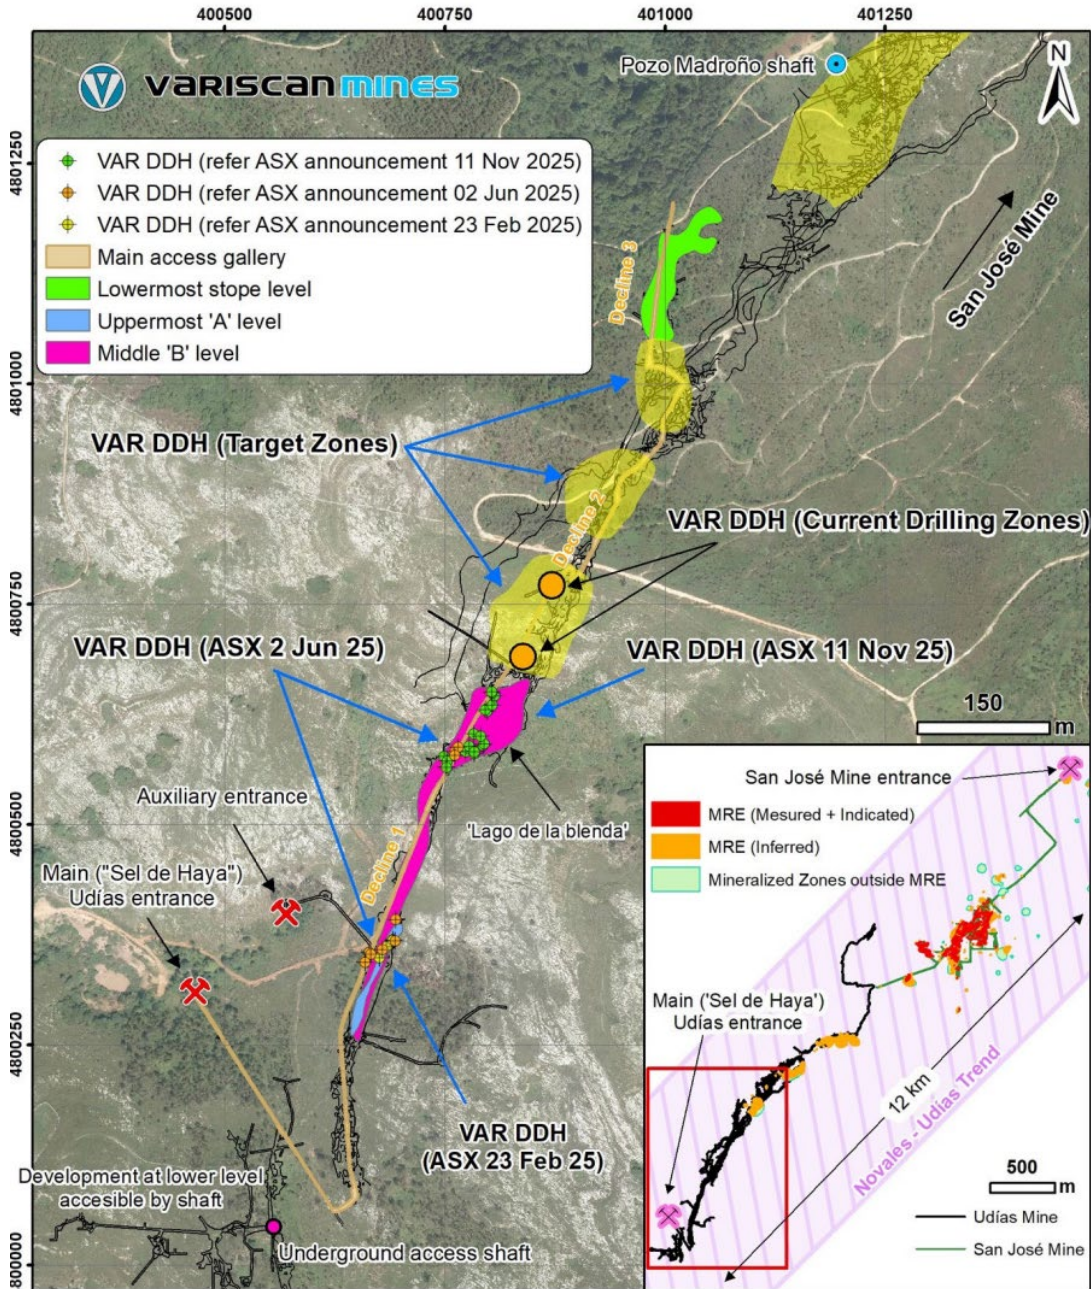 400500
400750
401000
401250
VARISCAN MINES
Pozo Madroño shaft
N
4801250
4801000
4800750
4800500
4800250
4800000
VAR DDH (refer ASX announcement 11 Nov 2025)
VAR DDH (refer ASX announcement 02 Jun 2025)
VAR DDH (refer ASX announcement 23 Feb 2025)
Main access gallery
Lowermost stope level
Uppermost 'A' level
Middle 'B' level
San José Mine
Decline 3
VAR DDH (Target Zones)
Decline 2
VAR DDH (Current Drilling Zones)
VAR DDH (ASX 2 Jun 25)
VAR DDH (ASX 11 Nov 25)
150
m
Auxiliary entrance
'Lago de la blenda'
Decline 1
Main ("Sel de Haya")
Udías entrance
VAR DDH
(ASX 23 Feb 25)
Development at lower level
accesible by shaft
Underground access shaft
San José Mine entrance
MRE (Mesured + Indicated)
MRE (Inferred)
Mineralized Zones outside MRE
Main ('Sel de Haya')
Udías entrance
12 km
Novales - Udías Trend
500
m
Udías Mine
San José Mine